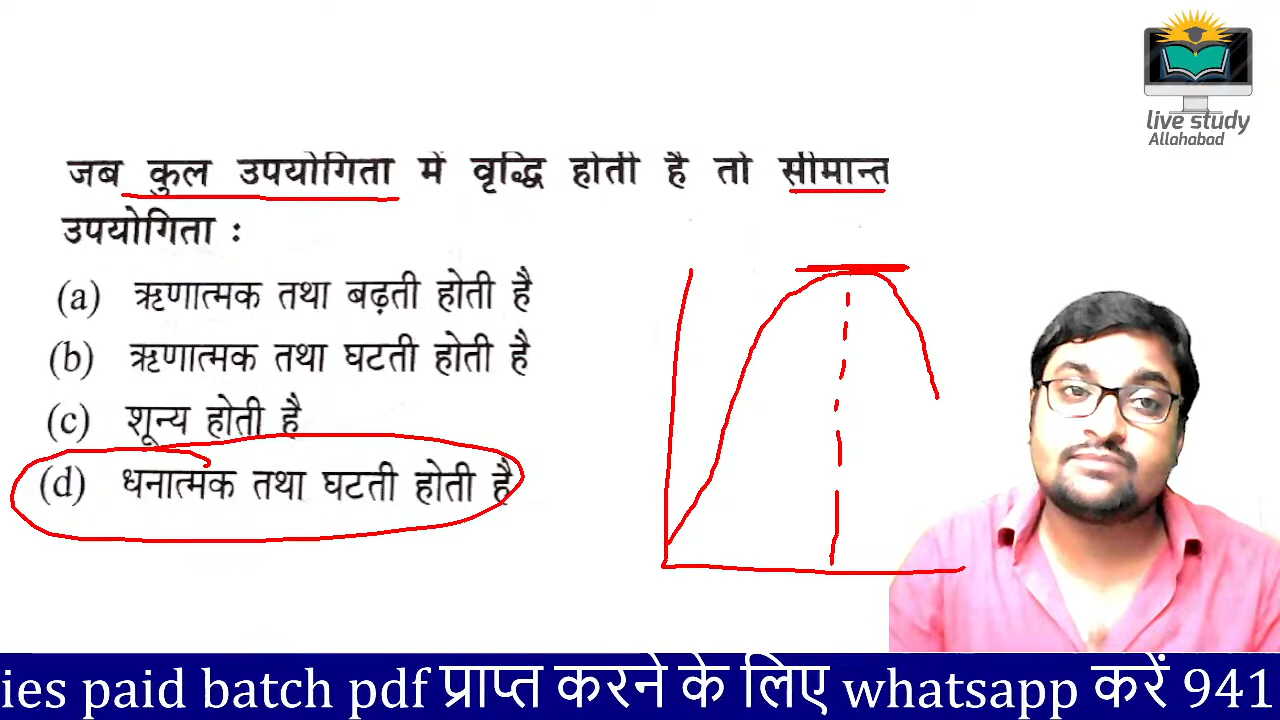 live study
Allahabad
जब कुल उपयोगिता में वृद्धि होती है तो सीमान्त
उपयोगिता :
(a) ऋणात्मक तथा बढ़ती होती है
(b) ऋणात्मक तथा घटती होती है
(c) शून्य होती है
(d) धनात्मक तथा घटती होती है
ies paid batch pdf प्राप्त करने के लिए whatsapp करें 941